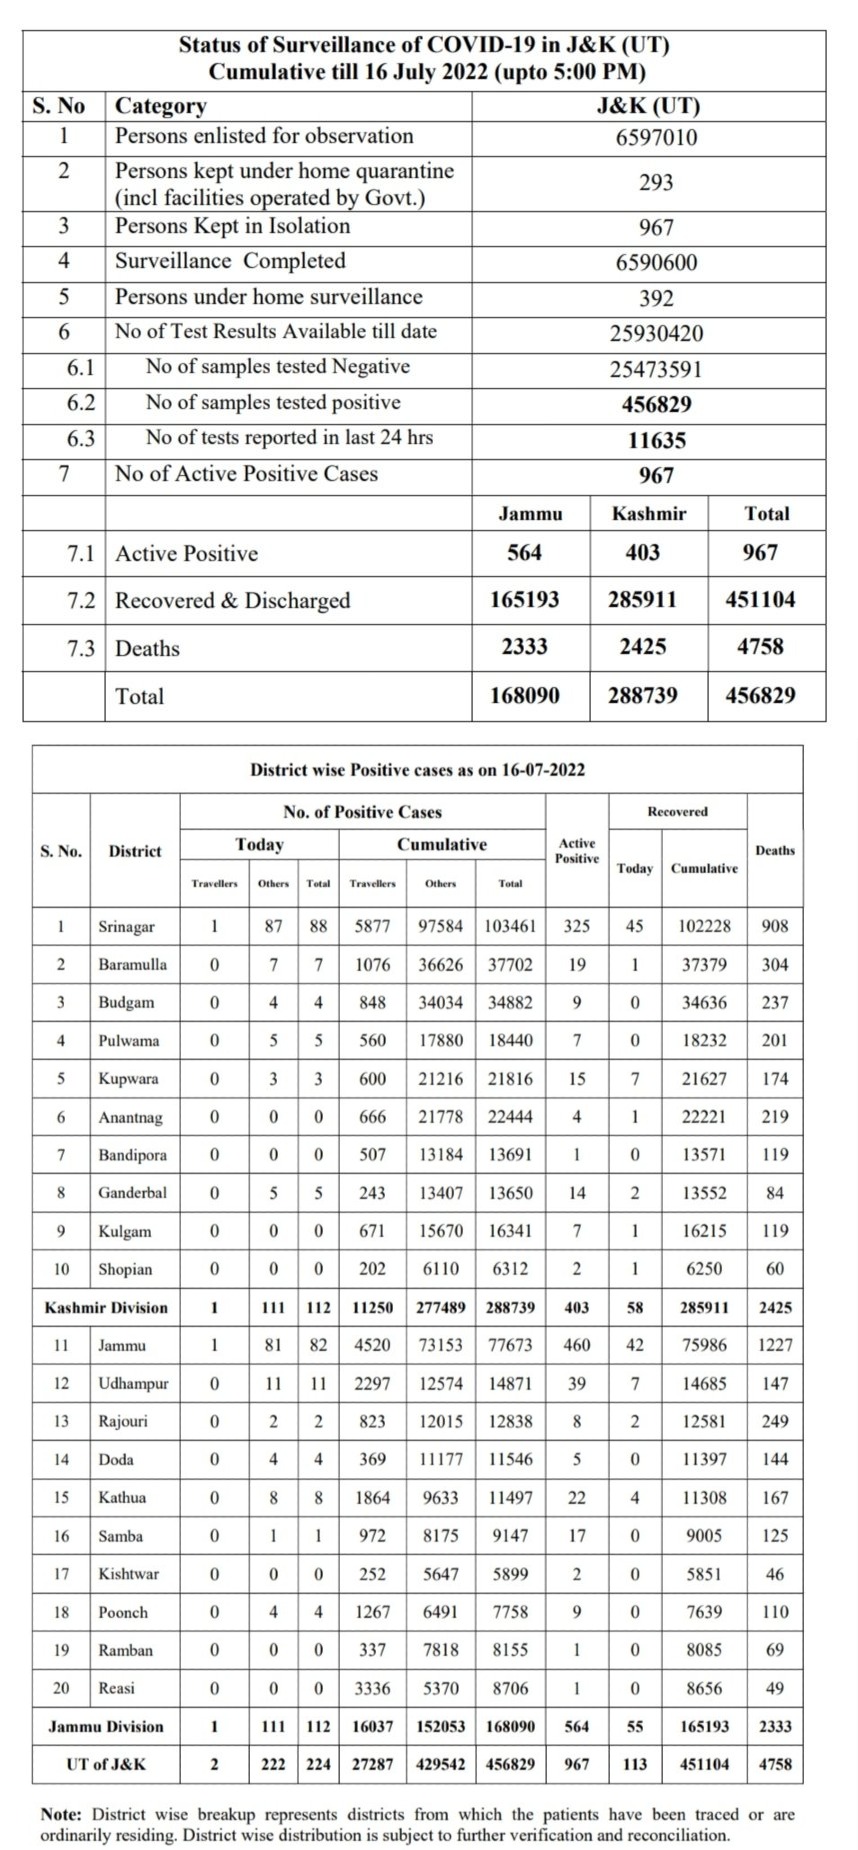 Status of Surveillance of COVID-19 in J&K (UT)
Cumulative till 16 July 2022 (upto 5:00 PM)
S. No Category J&K (UT)
1 Persons enlisted for observation 6597010
2 Persons kept under home quarantine
(incl facilities operated by Govt.) 293
3 Persons Kept in Isolation 967
4 Surveillance Completed 6590600
5 Persons under home surveillance 392
6 No of Test Results Available till date 25930420
6.1 No of samples tested Negative 25473591
6.2 No of samples tested positive 456829
6.3 No of tests reported in last 24 hrs 11635
7 No of Active Positive Cases 967
Jammu Kashmir Total
7.1 Active Positive 564 403 967
7.2 Recovered & Discharged 165193 285911 451104
7.3 Deaths 2333 2425 4758
Total 168090 288739 456829
District wise Positive cases as on 16-07-2022
S. No. District No. of Positive Cases Active Positive Recovered Deaths
Today Cumulative Today Cumulative
Travellers Others Total Travellers Others Total
1 Srinagar 1 87 88 5877 97584 103461 325 45 102228 908
2 Baramulla 0 7 7 1076 36626 37702 19 1 37379 304
3 Budgam 0 4 4 848 34034 34882 9 0 34636 237
4 Pulwama 0 5 5 560 17880 18440 7 0 18232 201
5 Kupwara 0 3 3 600 21216 21816 15 7 21627 174
6 Anantnag 0 0 0 666 21778 22444 4 1 22221 219
7 Bandipora 0 0 0 507 13184 13691 1 0 13571 119
8 Ganderbal 0 5 5 243 13407 13650 14 2 13552 84
9 Kulgam 0 0 0 671 15670 16341 7 1 16215 119
10 Shopian 0 0 0 202 6110 6312 2 1 6250 60
Kashmir Division 1 111 112 11250 277489 288739 403 58 285911 2425
11 Jammu 1 81 82 4520 73153 77673 460 42 75986 1227
12 Udhampur 0 11 11 2297 12574 14871 39 7 14685 147
13 Rajouri 0 2 2 823 12015 12838 8 2 12581 249
14 Doda 0 4 4 369 11177 11546 5 0 11397 144
15 Kathua 0 8 8 1864 9633 11497 22 4 11308 167
16 Samba 0 1 1 972 8175 9147 17 0 9005 125
17 Kishtwar 0 0 0 252 5647 5899 2 0 5851 46
18 Poonch 0 4 4 1267 6491 7758 9 0 7639 110
19 Ramban 0 0 0 337 7818 8155 1 0 8085 69
20 Reasi 0 0 0 3336 5370 8706 1 0 8656 49
Jammu Division 1 111 112 16037 152053 168090 564 55 165193 2333
UT of J&K 2 222 224 27287 429542 456829 967 113 451104 4758
Note: District wise breakup represents districts from which the patients have been traced or are
ordinarily residing. District wise distribution is subject to further verification and reconciliation.